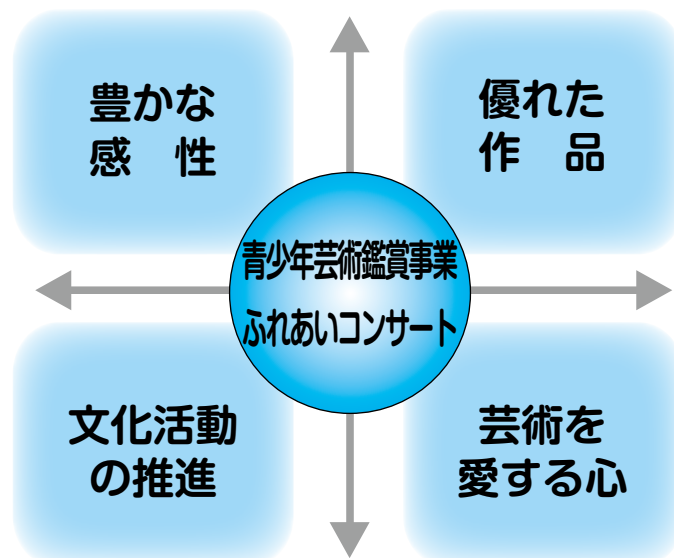 豊かな
感　性
優れた
作　品
青少年芸術鑑賞事業
ふれあいコンサート
文化活動
の推進
芸術を
愛する心